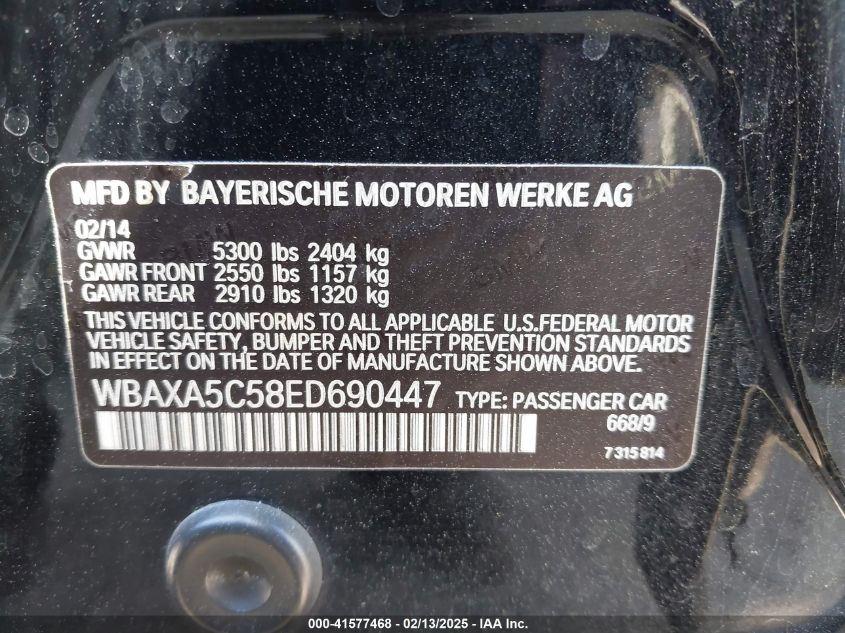 MFD BY BAYERISCHE MOTOREN WERKE AG
02/14
GVWR 5300 lbs 2404 kg
GAWR FRONT 2550 lbs 1157 kg
GAWR REAR 2910 lbs 1320 kg
THIS VEHICLE CONFORMS TO ALL APPLICABLE U.S.FEDERAL MOTOR
VEHICLE SAFETY, BUMPER AND THEFT PREVENTION STANDARDS
IN EFFECT ON THE DATE OF MANUFACTURE SHOWN ABOVE.
WBAXA5C58ED690447 TYPE: PASSENGER CAR
668/9
7315814
000-41577468 - 02/13/2025 - IAA Inc.